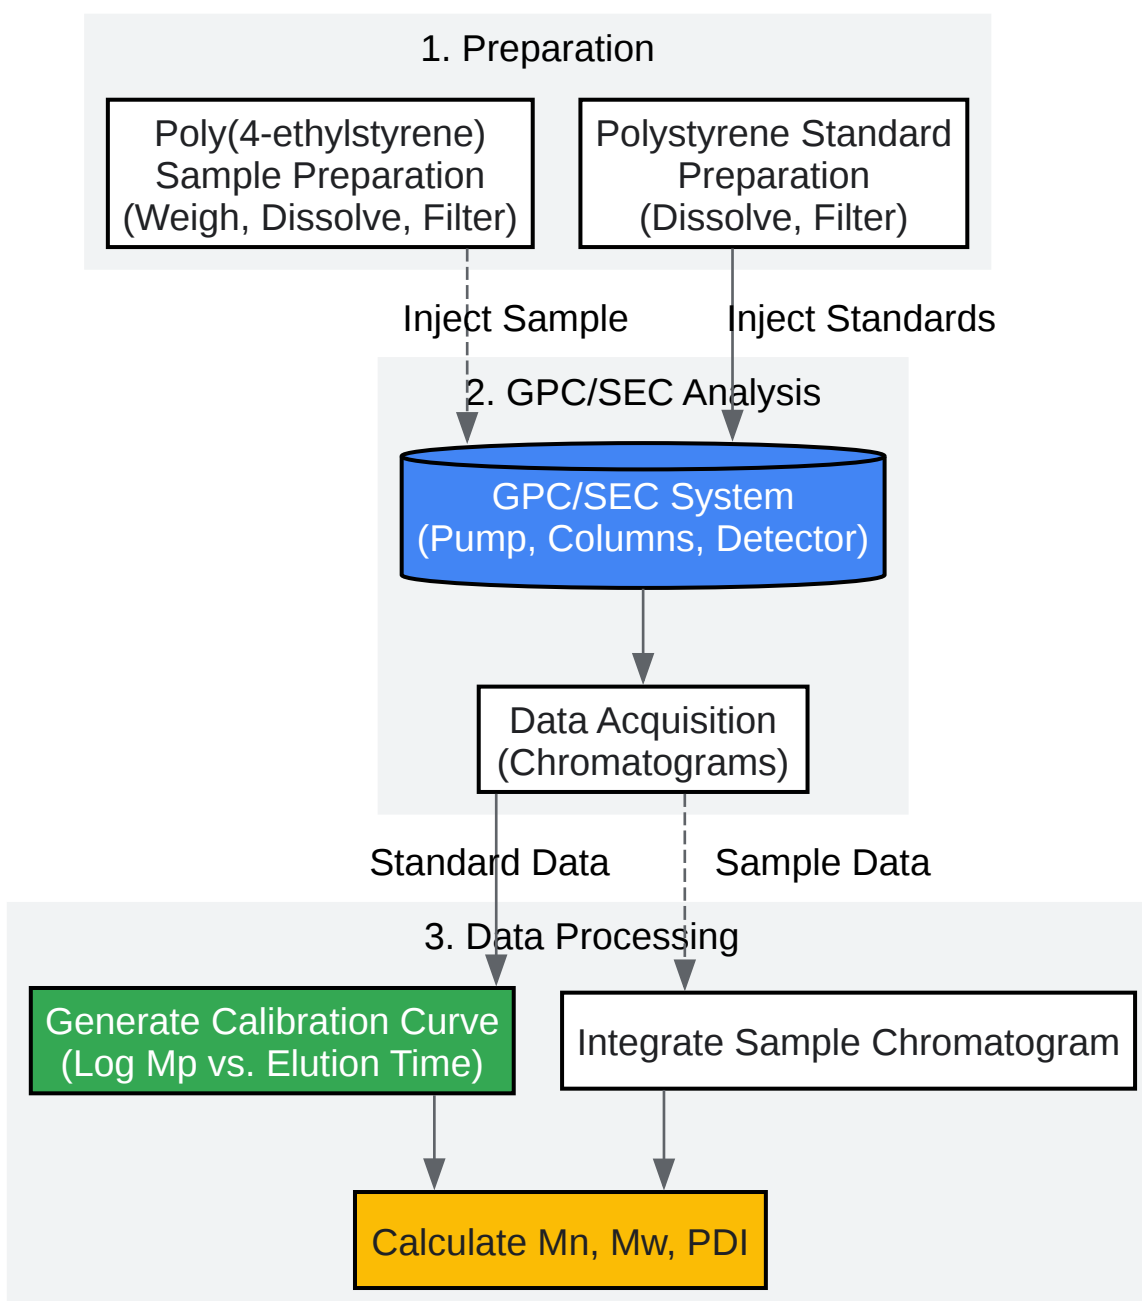 1. Preparation
Poly(4-ethylstyrene)
Sample Preparation
(Weigh, Dissolve, Filter)
Polystyrene Standard
Preparation
(Dissolve, Filter)
Inject Sample
Inject Standards
2. GPC/SEC Analysis
GPC/SEC System
(Pump, Columns, Detector)
Data Acquisition
(Chromatograms)
Standard Data
Sample Data
3. Data Processing
Generate Calibration Curve
(Log Mp vs. Elution Time)
Integrate Sample Chromatogram
Calculate Mn, Mw, PDI